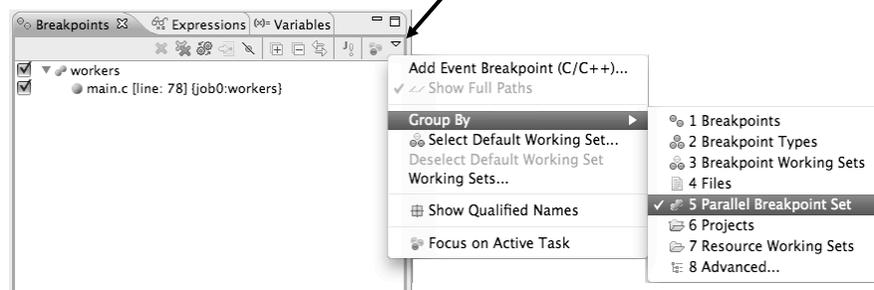 Breakpoints Expressions (x)= Variables
workers
main.c [line: 78] {job0:workers}
Add Event Breakpoint (C/C++)...
Show Full Paths
Group By
Select Default Working Set...
Deselect Default Working Set
Working Sets...
Show Qualified Names
Focus on Active Task
1 Breakpoints
2 Breakpoint Types
3 Breakpoint Working Sets
4 Files
5 Parallel Breakpoint Set
6 Projects
7 Resource Working Sets
8 Advanced...